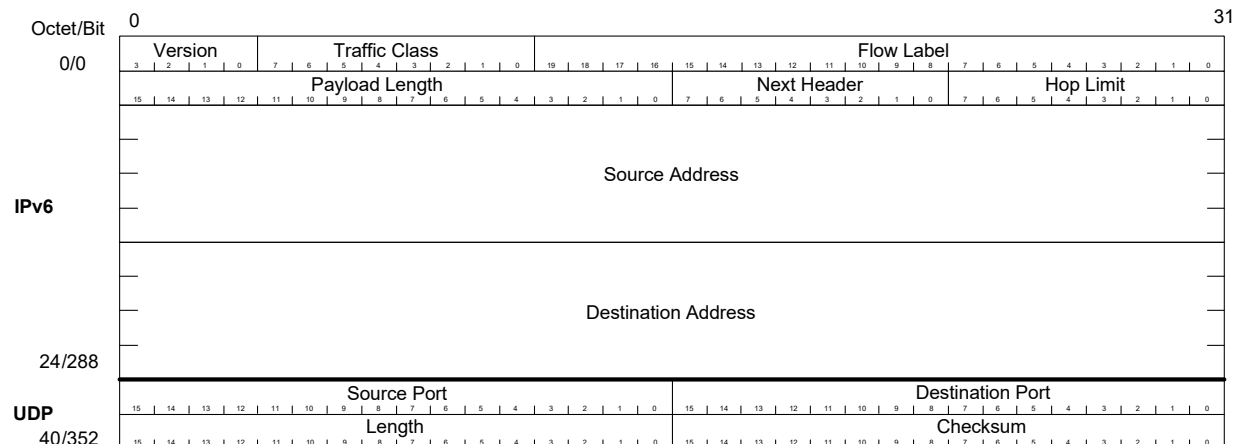 Octet/Bit 0 31
Version Traffic Class Flow Label
0/0 3 2 1 0 7 6 5 4 3 2 1 0 19 18 17 16 15 14 13 12 11 10 9 8 7 6 5 4 3 2 1 0
Payload Length Next Header Hop Limit
15 14 13 12 11 10 9 8 7 6 5 4 3 2 1 0 7 6 5 4 3 2 1 0 7 6 5 4 3 2 1 0
Source Address
IPv6
Destination Address
24/288
Source Port Destination Port
UDP 15 14 13 12 11 10 9 8 7 6 5 4 3 2 1 0 15 14 13 12 11 10 9 8 7 6 5 4 3 2 1 0
Length Checksum
40/352 15 14 13 12 11 10 9 8 7 6 5 4 3 2 1 0 15 14 13 12 11 10 9 8 7 6 5 4 3 2 1 0